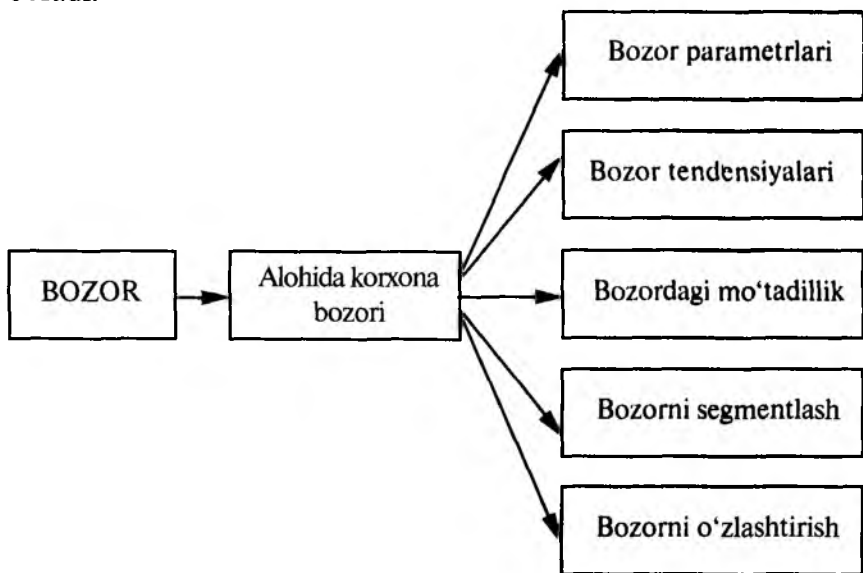 Bozor parametrlari
Bozor tendensiyalari
BOZOR
Alohida korxona
bozori
Bozordagi mo‘tadillik
Bozorni segmentlash
Bozorni o‘zlashtirish